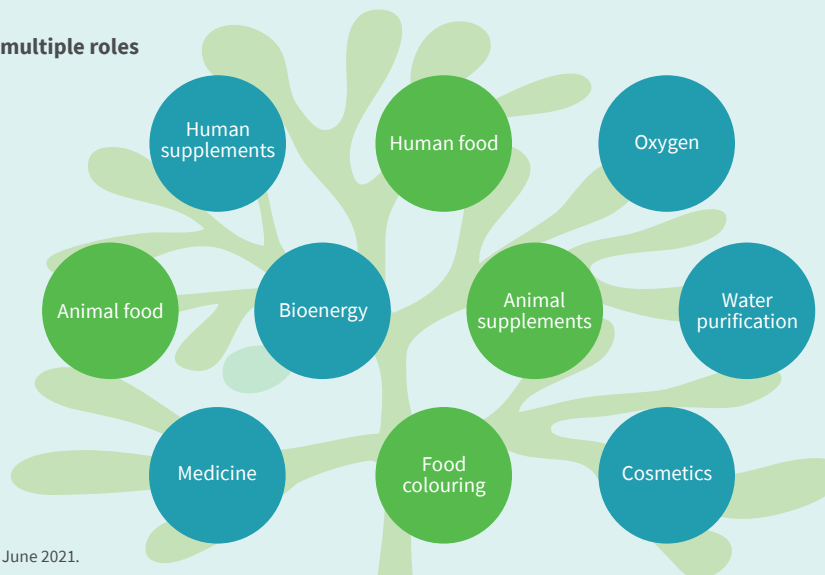 multiple roles
Human
supplements
Human food
Oxygen
Animal food
Bioenergy
Animal
supplements
Water
purification
Medicine
Food
colouring
Cosmetics
June 2021.